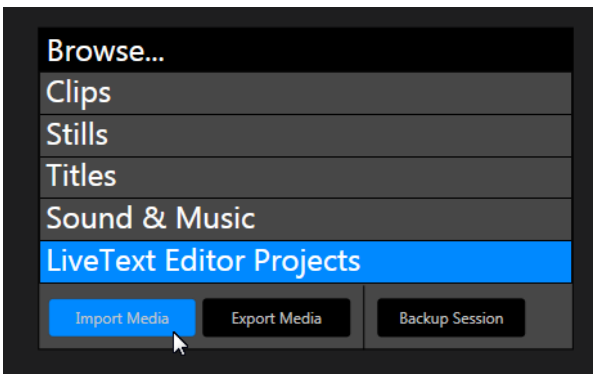 Browse...
Clips
Stills
Titles
Sound & Music
LiveText Editor Projects
Import Media Export Media Backup Session